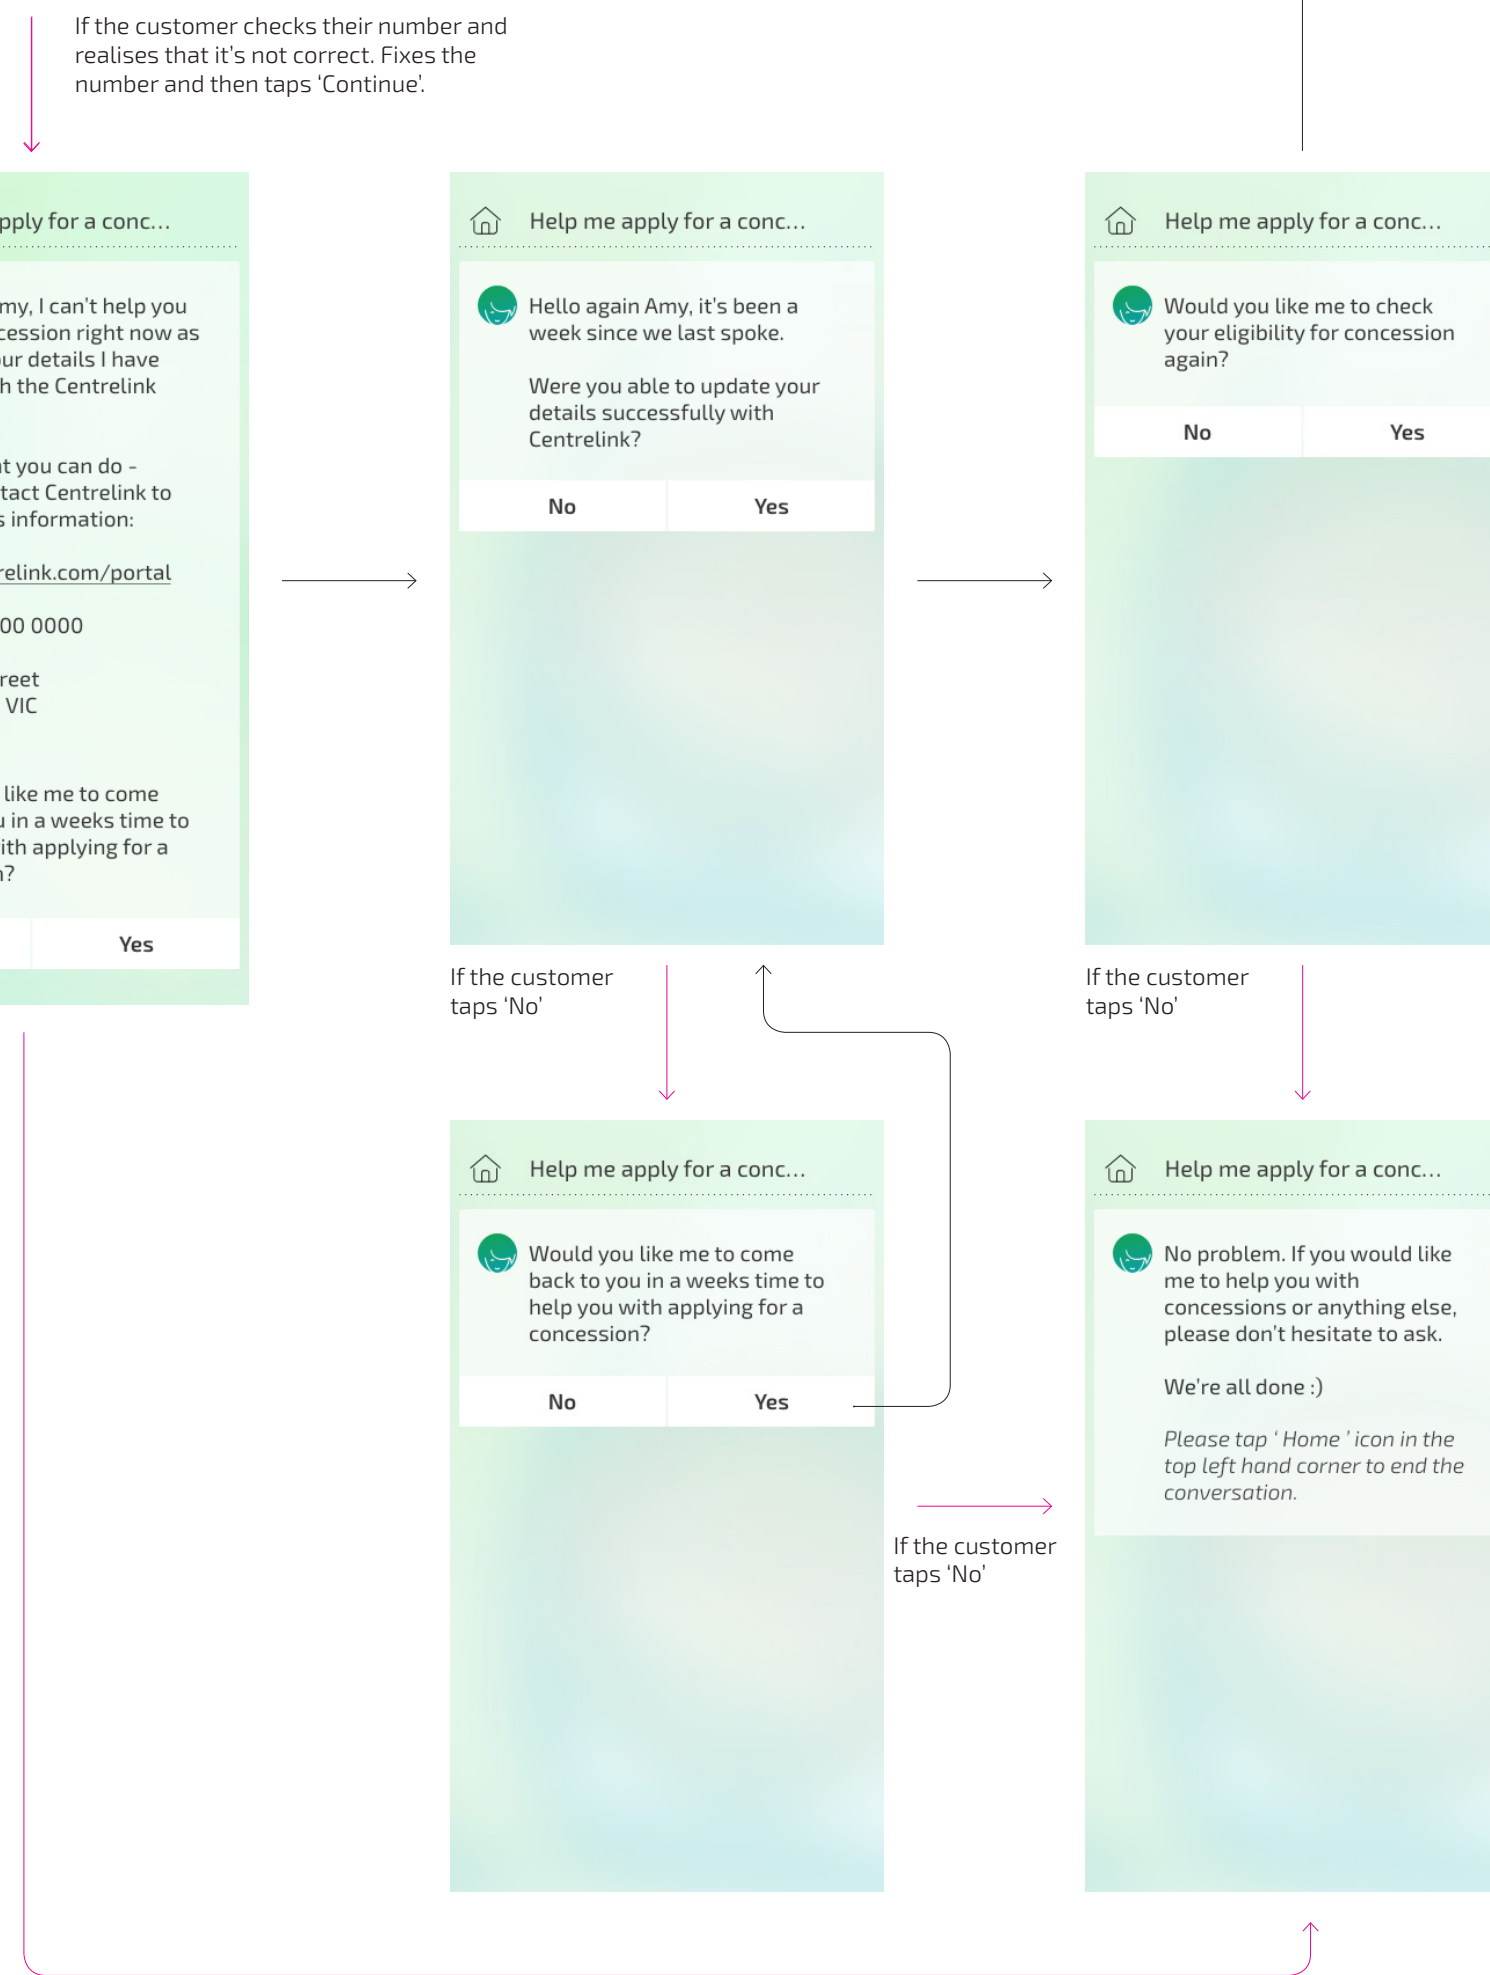 If the customer checks their number and
realises that it's not correct. Fixes the
number and then taps ‘Continue’.
apply for a conc...
Amy, I can't help you
right now as
details I have
the Centrelink
you can do -
Centrelink to
information:
.com/portal
00 0000
VIC
like me to come
in a weeks time to
applying for a
Yes
Help me apply for a conc...
Hello again Amy, it's been a
week since we last spoke.
Were you able to update your
details successfully with
Centrelink?
No Yes
If the customer
taps ‘No’
Help me apply for a conc...
Would you like me to check
your eligibility for concession
again?
No Yes
If the customer
taps ‘No’
Help me apply for a conc...
Would you like me to come
back to you in a weeks time to
help you with applying for a
concession?
No Yes
If the customer
taps ‘No’
Help me apply for a conc...
No problem. If you would like
me to help you with
concessions or anything else,
please don't hesitate to ask.
We're all done :)
Please tap ‘ Home ’ icon in the
top left hand corner to end the
conversation.